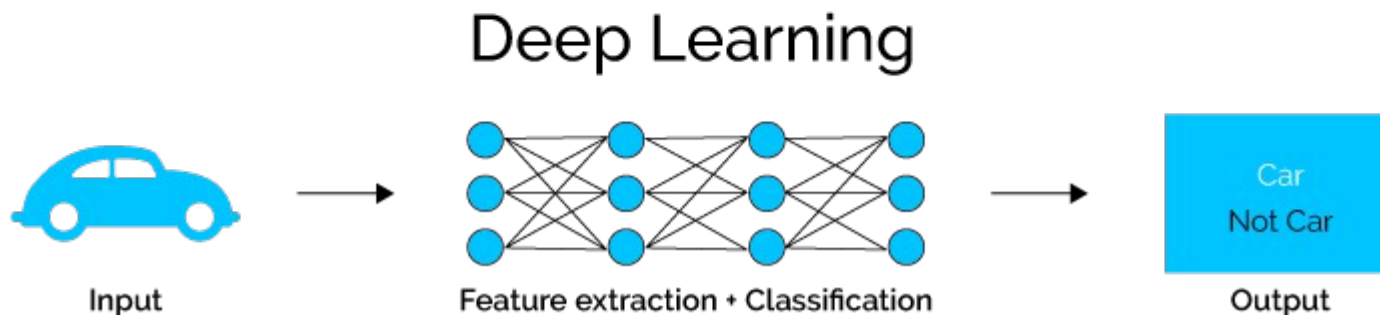 Deep Learning
Car
Not Car
Input
Feature extraction + Classification
Output